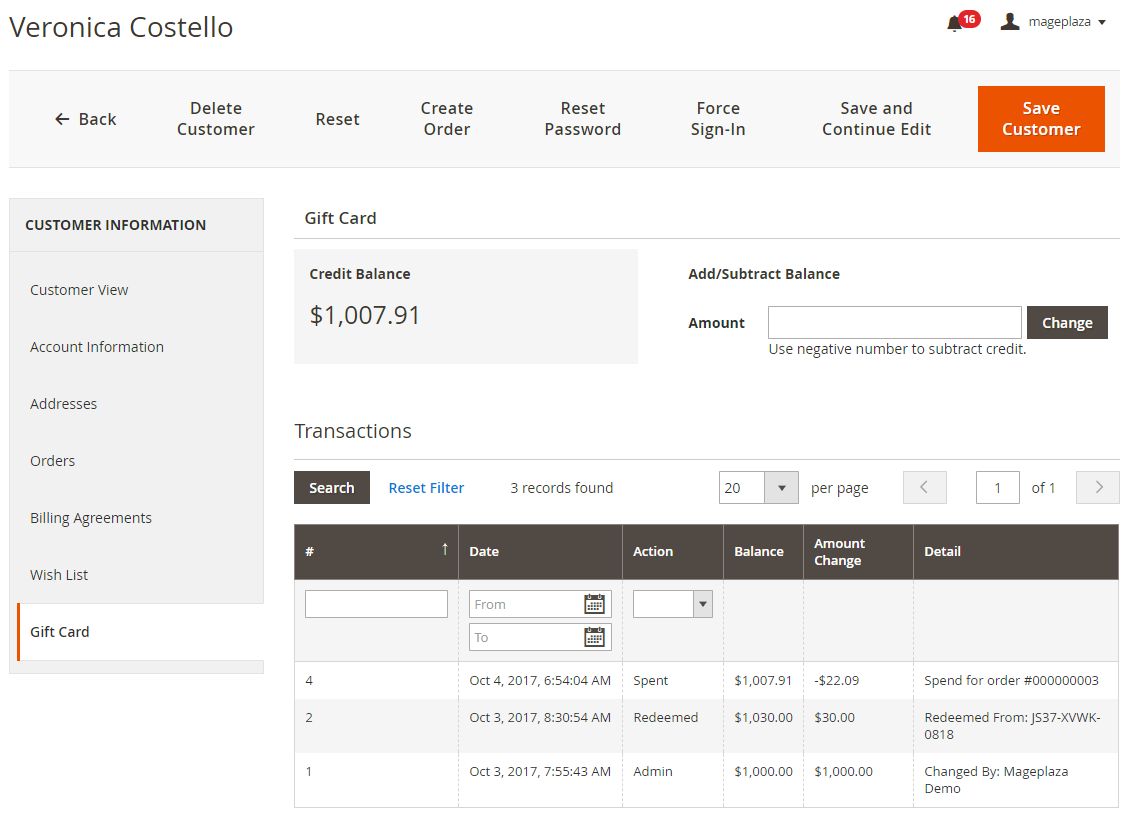 Veronica Costello
16
mageplaza
← Back
Delete
Customer
Reset
Create
Order
Reset
Password
Force
Sign-In
Save and
Continue Edit
Save
Customer
CUSTOMER INFORMATION
Customer View
Account Information
Addresses
Orders
Billing Agreements
Wish List
Gift Card
Gift Card
Credit Balance
$1,007.91
Add/Subtract Balance
Amount
Change
Use negative number to subtract credit.
Transactions
Search
Reset Filter
3 records found
20
per page
1
of 1
# ↑
Date
Action
Balance
Amount
Change
Detail
From
To
4 Oct 4, 2017, 6:54:04 AM Spent $1,007.91 -$22.09 Spend for order #000000003
2 Oct 3, 2017, 8:30:54 AM Redeemed $1,030.00 $30.00 Redeemed From: JS37-XVWK-
0818
1 Oct 3, 2017, 7:55:43 AM Admin $1,000.00 $1,000.00 Changed By: Mageplaza
Demo